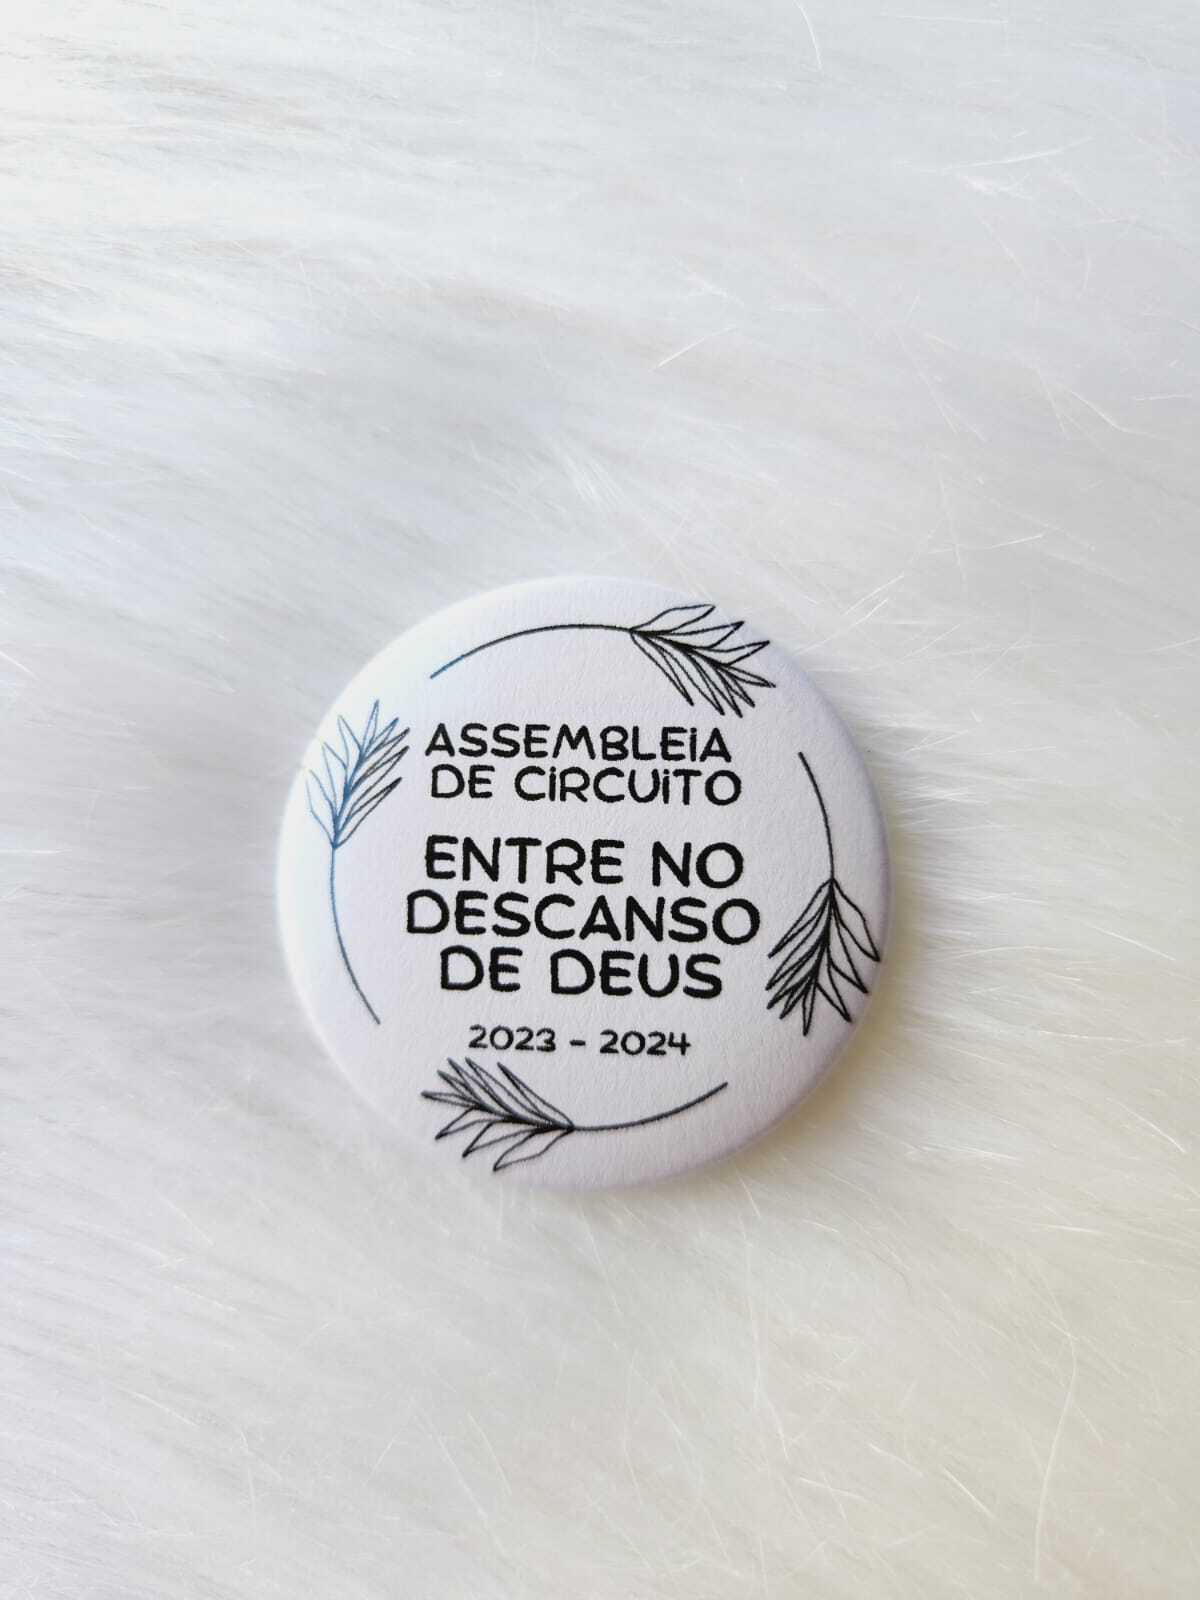 ASSEMBLEIA
DE CIRCUITO
ENTRE NO
DESCANSO
DE DEUS
2023 - 2024